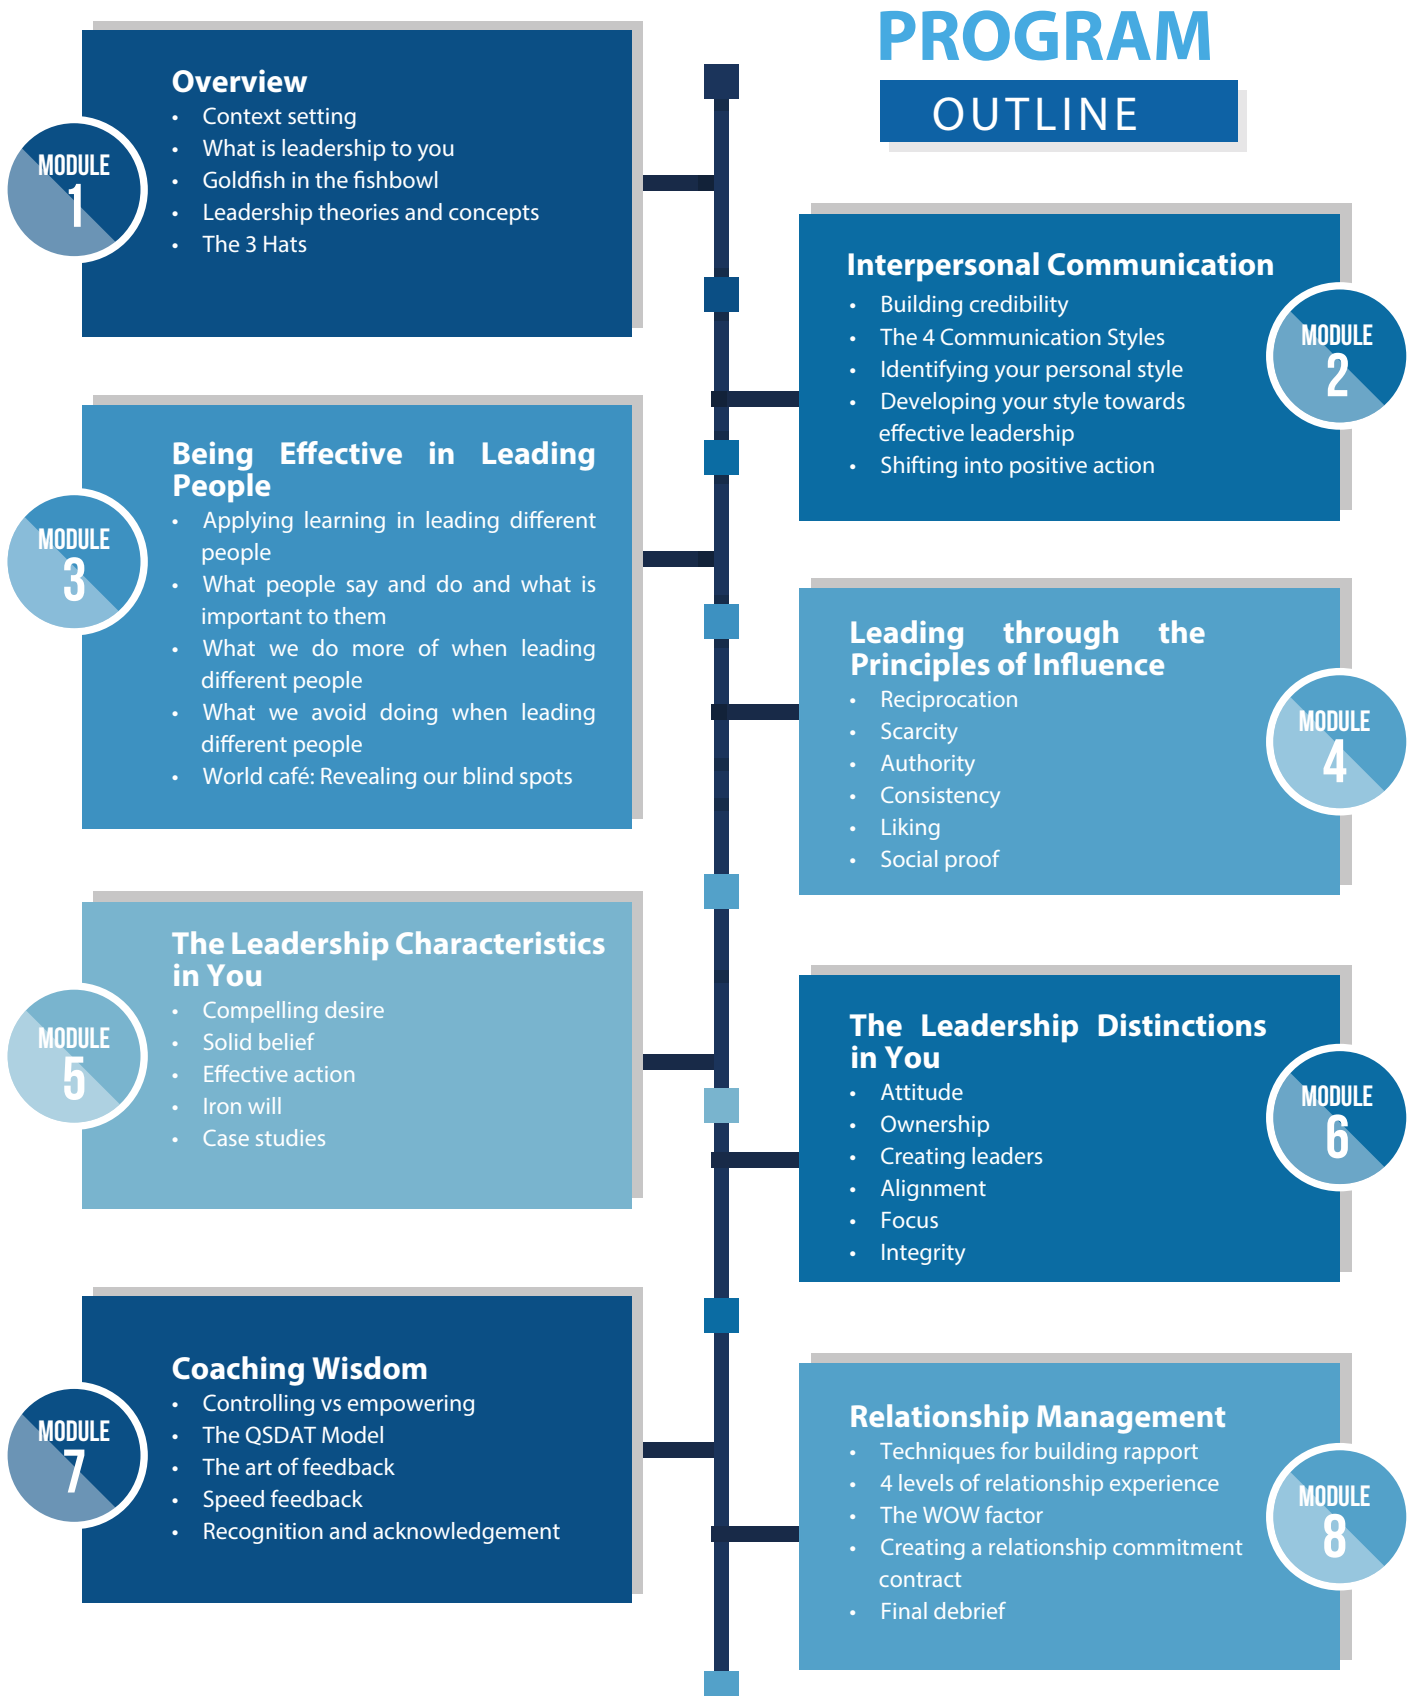 PROGRAM
OUTLINE
MODULE
1
Overview
• Context setting
• What is leadership to you
• Goldfish in the fishbowl
• Leadership theories and concepts
• The 3 Hats
MODULE
2
Interpersonal Communication
• Building credibility
• The 4 Communication Styles
• Identifying your personal style
• Developing your style towards
effective leadership
• Shifting into positive action
MODULE
3
Being Effective in Leading
People
• Applying learning in leading different
people
• What people say and do and what is
important to them
• What we do more of when leading
different people
• What we avoid doing when leading
different people
• World café: Revealing our blind spots
MODULE
4
Leading through the
Principles of Influence
• Reciprocation
• Scarcity
• Authority
• Consistency
• Liking
• Social proof
MODULE
5
The Leadership Characteristics
in You
• Compelling desire
• Solid belief
• Effective action
• Iron will
• Case studies
MODULE
6
The Leadership Distinctions
in You
• Attitude
• Ownership
• Creating leaders
• Alignment
• Focus
• Integrity
MODULE
7
Coaching Wisdom
• Controlling vs empowering
• The QSDAT Model
• The art of feedback
• Speed feedback
• Recognition and acknowledgement
MODULE
8
Relationship Management
• Techniques for building rapport
• 4 levels of relationship experience
• The WOW factor
• Creating a relationship commitment
contract
• Final debrief